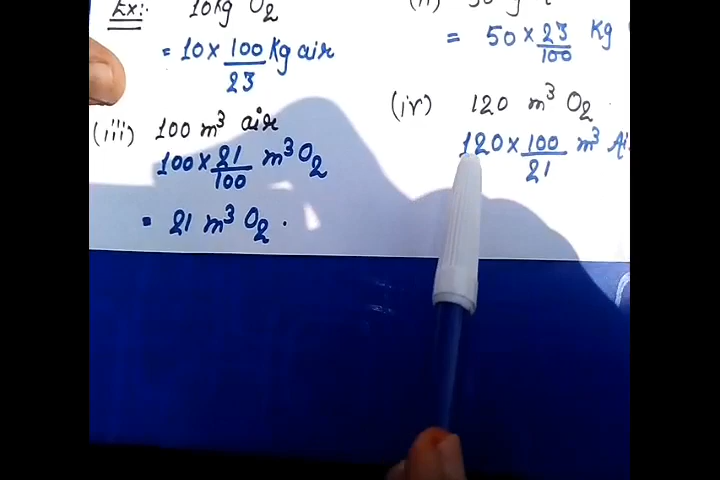 Ex:- 10Kg O2
= 10 × 100/23 Kg air
= 50 × 23/100 Kg
(iii) 100 m³ air
100 × 21/100 m³ O2
= 21 m³ O2.
(iv) 120 m³ O2.
120 × 100/21 m³